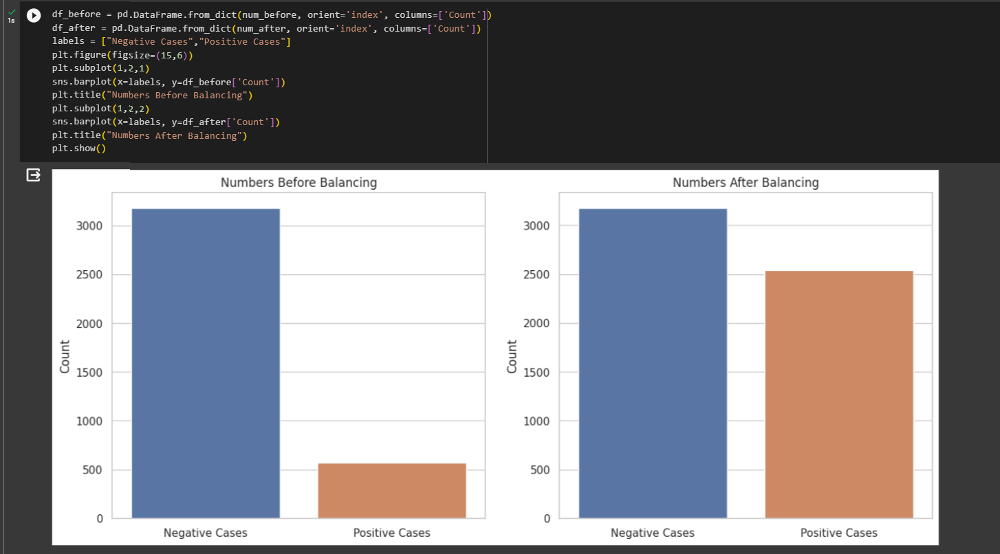 1s
df_before = pd.DataFrame.from_dict(num_before, orient='index', columns=['Count'])
df_after = pd.DataFrame.from_dict(num_after, orient='index', columns=['Count'])
labels = ["Negative Cases","Positive Cases"]
plt.figure(figsize=(15,6))
plt.subplot(1,2,1)
sns.barplot(x=labels, y=df_before['Count'])
plt.title("Numbers Before Balancing")
plt.subplot(1,2,2)
sns.barplot(x=labels, y=df_after['Count'])
plt.title("Numbers After Balancing")
plt.show()
Numbers Before Balancing
3000
2500
2000
1500
1000
500
0
Count
Negative Cases Positive Cases
Numbers After Balancing
3000
2500
2000
1500
1000
500
0
Count
Negative Cases Positive Cases